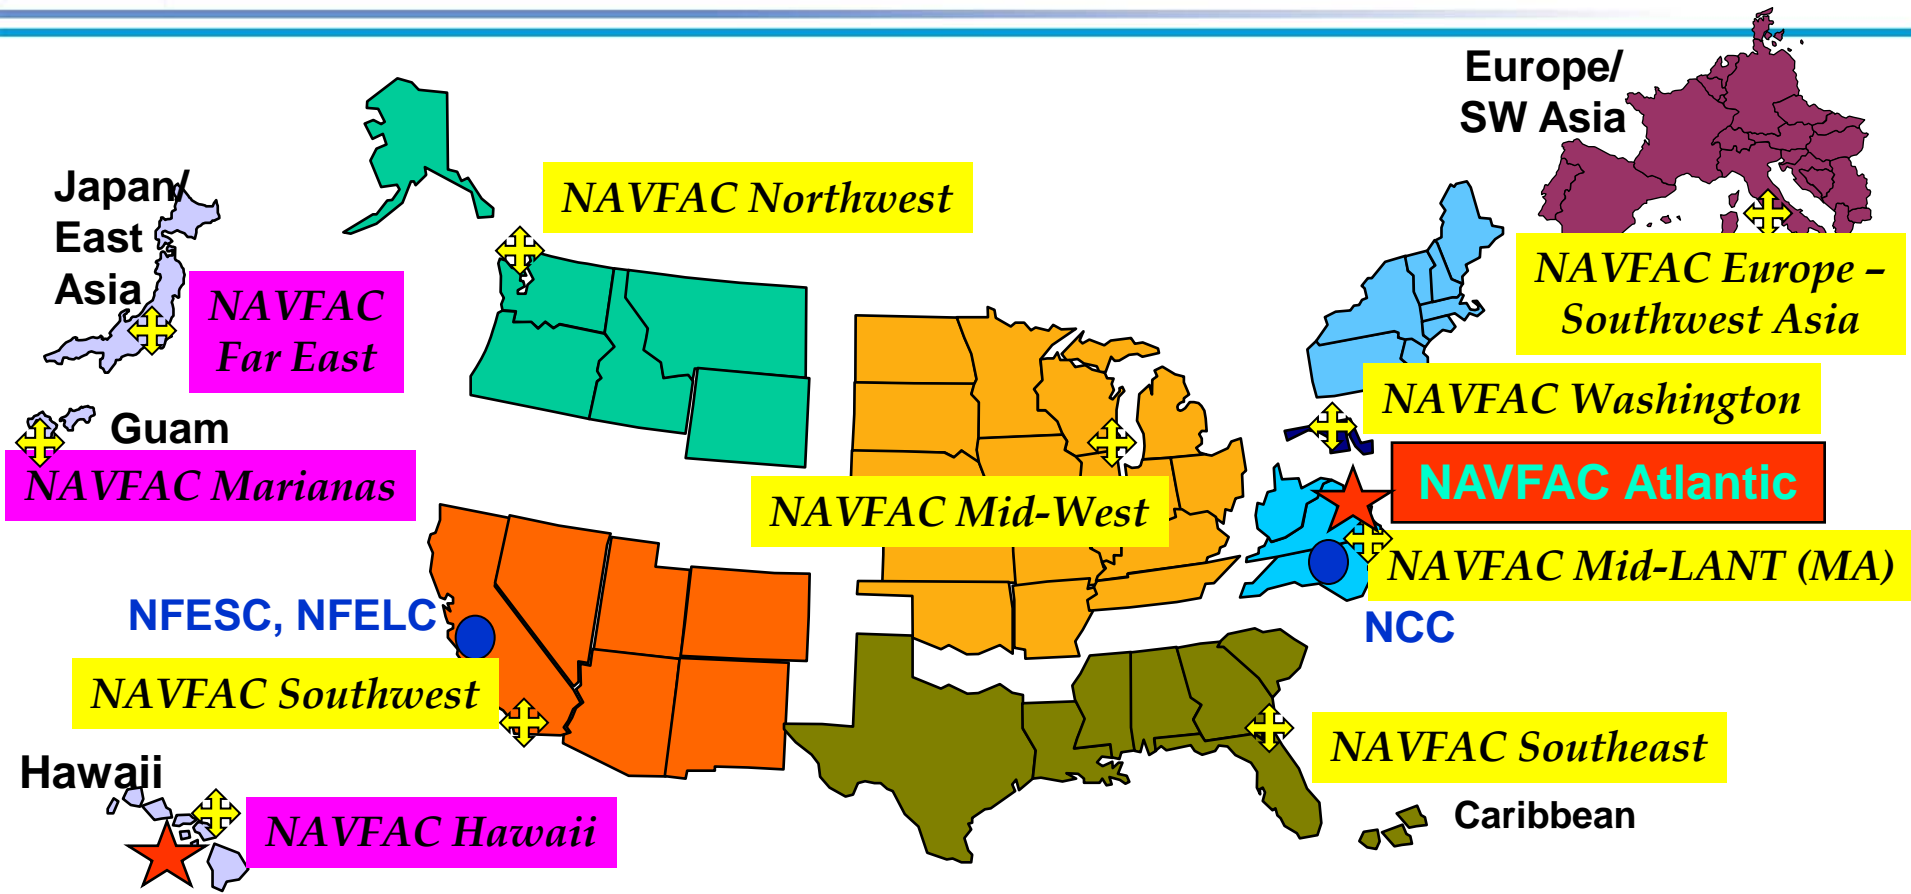 Europe/
SW Asia
Japan/
East
Asia
NAVFAC Northwest
NAVFAC
Far East
NAVFAC Europe –
Southwest Asia
NAVFAC Washington
Guam
NAVFAC Marianas
NAVFAC Atlantic
NAVFAC Mid-West
NAVFAC Mid-LANT (MA)
NFESC, NFELC
NCC
NAVFAC Southwest
NAVFAC Southeast
Hawaii
NAVFAC Hawaii
Caribbean